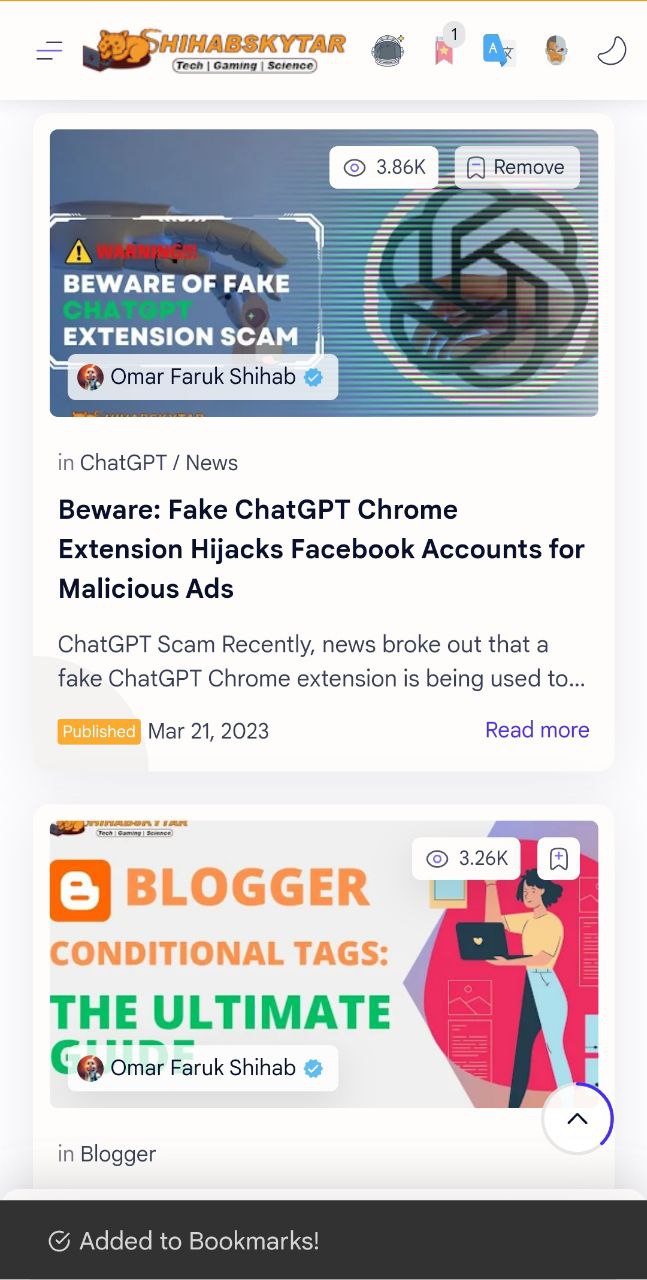 SHIHABSKYTAR
Tech | Gaming | Science
1
3.86K
Remove
WARNING!!!
BEWARE OF FAKE
CHATGPT
EXTENSION SCAM
Omar Faruk Shihab
SHIHABSKYTAR
in ChatGPT / News
Beware: Fake ChatGPT Chrome
Extension Hijacks Facebook Accounts for
Malicious Ads
ChatGPT Scam Recently, news broke out that a
fake ChatGPT Chrome extension is being used to...
Published Mar 21, 2023
Read more
SHIHABSKYTAR
Tech | Gaming | Science
3.26K
BLOGGER
CONDITIONAL TAGS:
THE ULTIMATE
GUIDE
Omar Faruk Shihab
in Blogger
Added to Bookmarks!